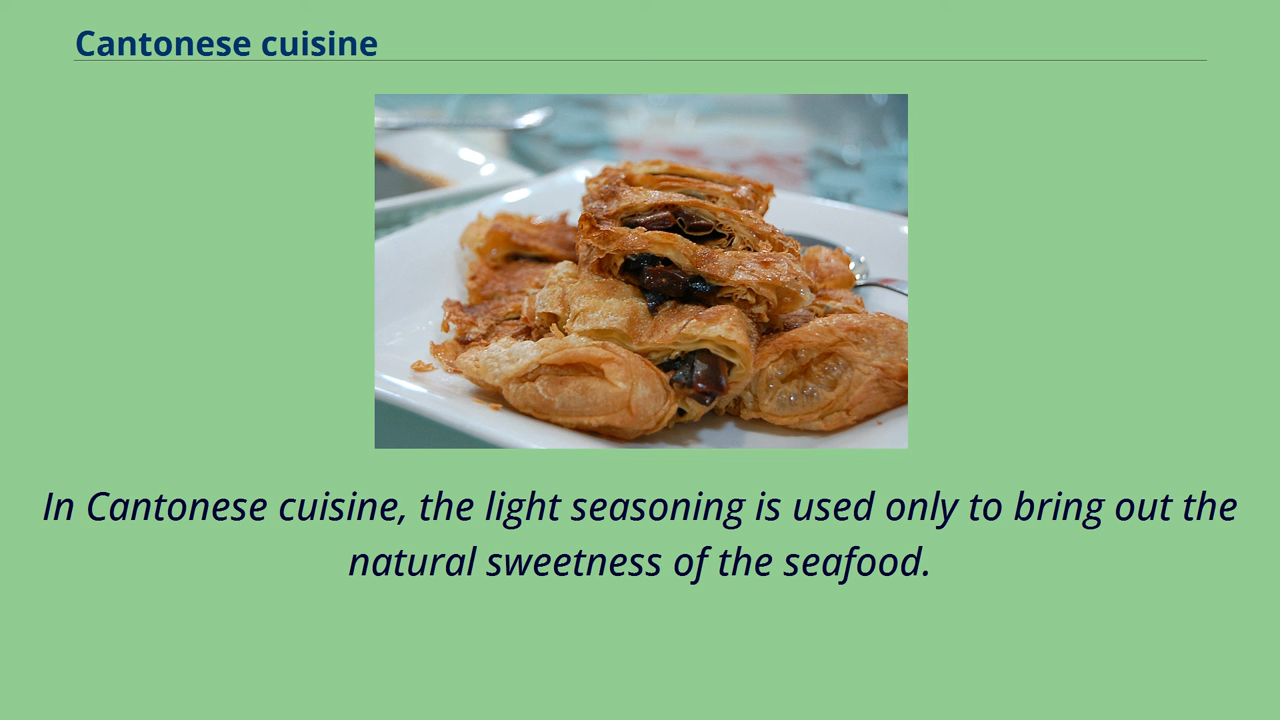 Cantonese cuisine
In Cantonese cuisine, the light seasoning is used only to bring out the
natural sweetness of the seafood.